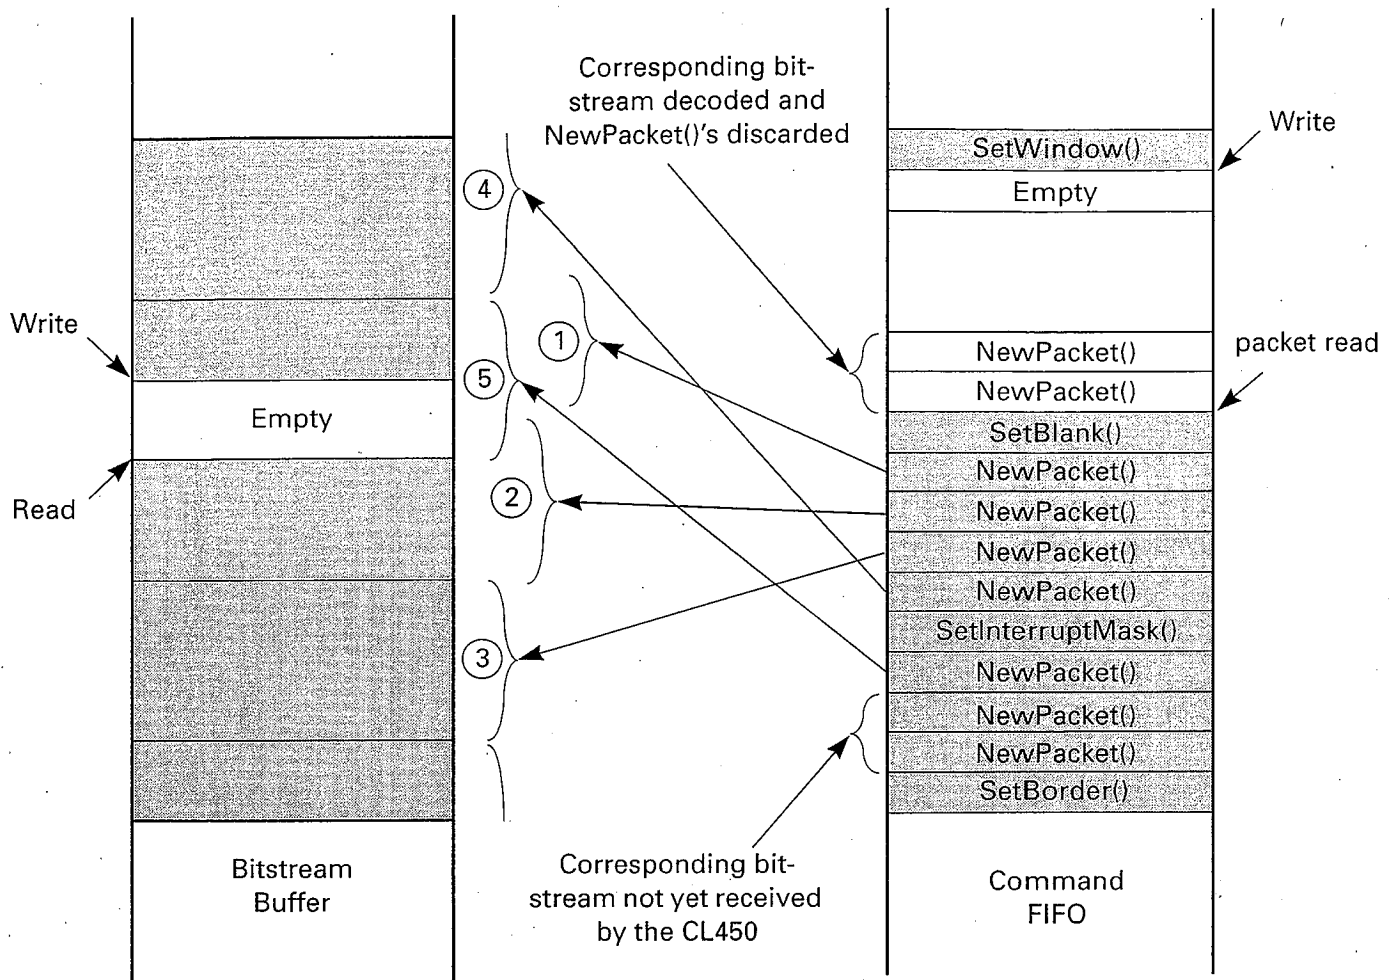 Corresponding bit-
stream decoded and
NewPacket()'s discarded
Write
SetWindow()
Empty
4
1
5
Write
Empty
Read
2
3
NewPacket()
NewPacket()
packet read
SetBlank()
NewPacket()
NewPacket()
NewPacket()
NewPacket()
SetInterruptMask()
NewPacket()
NewPacket()
NewPacket()
SetBorder()
Bitstream
Buffer
Corresponding bit-
stream not yet received
by the CL450
Command
FIFO